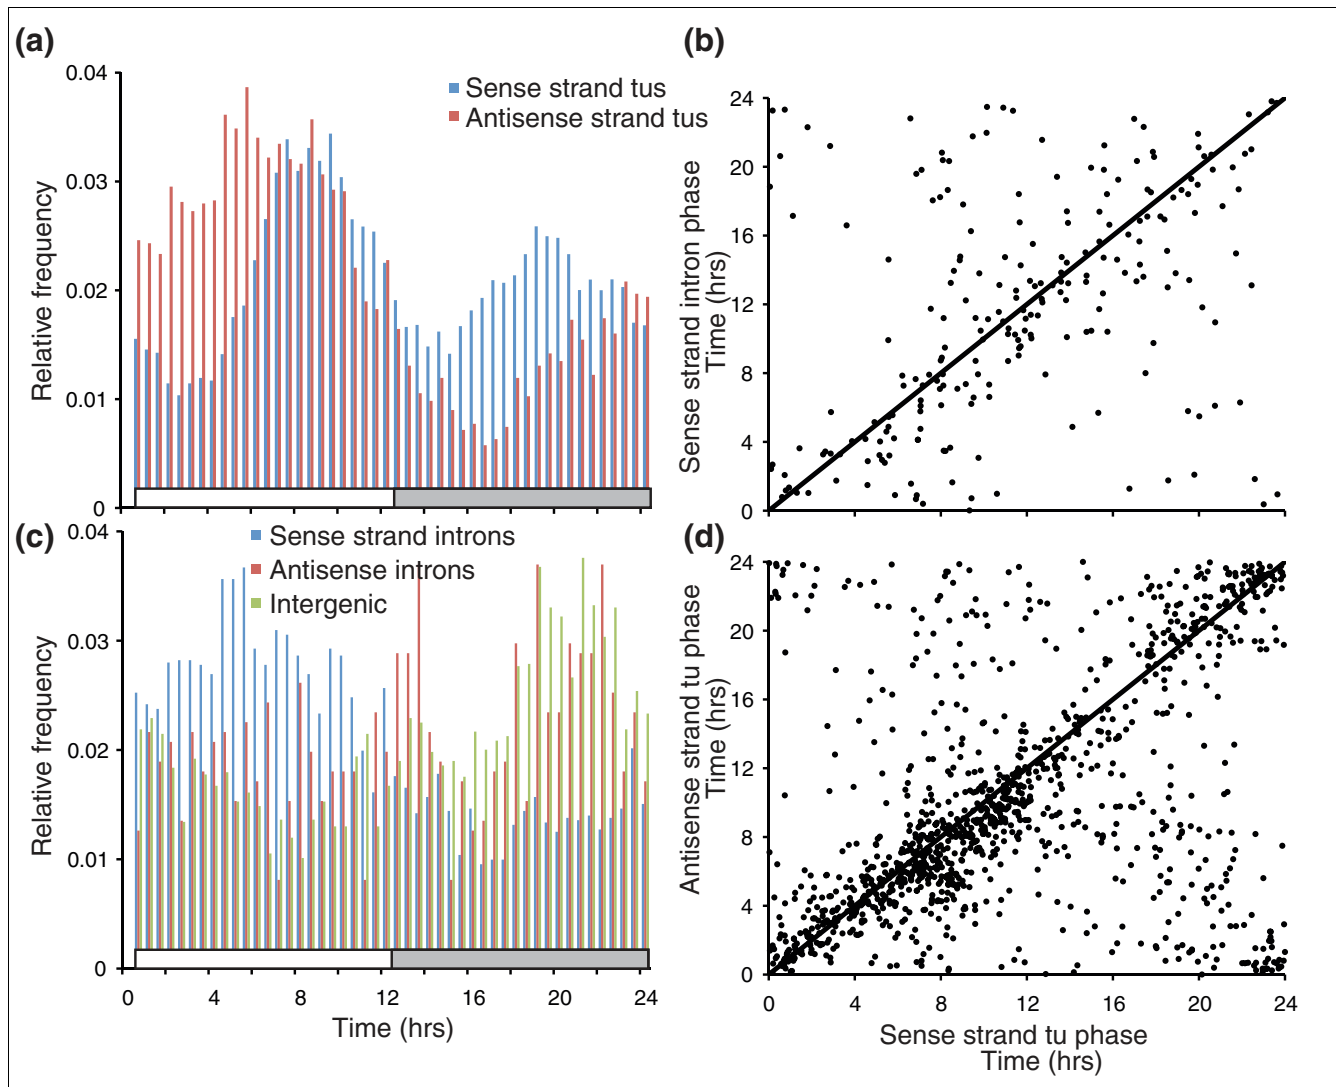 (a)
Sense strand tus
Antisense strand tus
Relative frequency
0.04
0.03
0.02
0.01
0
(b)
Sense strand intron phase
Time (hrs)
24
20
16
12
8
4
0
(c)
Sense strand introns
Antisense introns
Intergenic
Relative frequency
0.04
0.03
0.02
0.01
0
0 4 8 12 16 20 24
Time (hrs)
(d)
Antisense strand tu phase
Time (hrs)
24
20
16
12
8
4
0
0 4 8 12 16 20 24
Sense strand tu phase
Time (hrs)